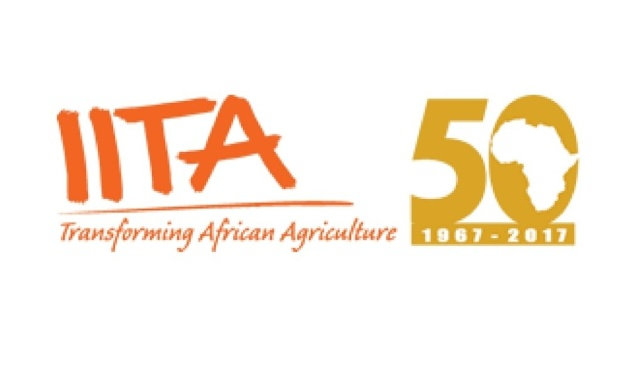 IITA
Transforming African Agriculture
50
1967 - 2017